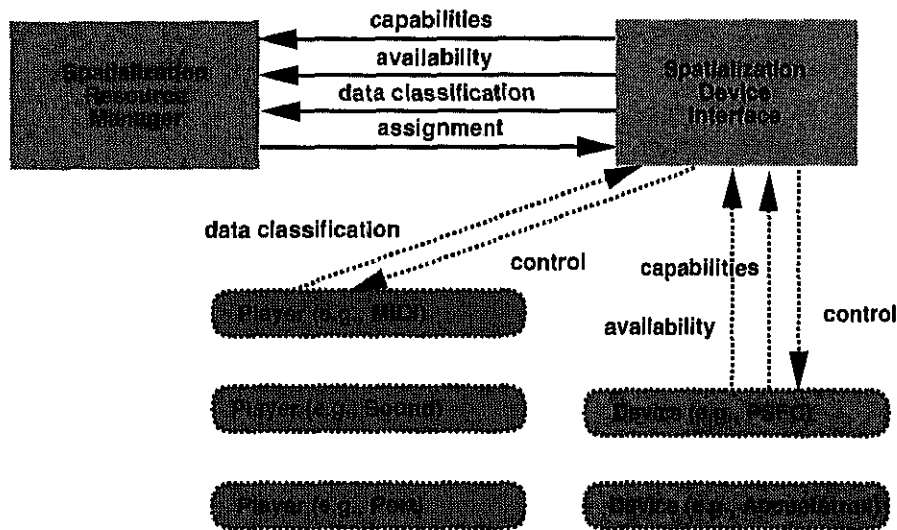 capabilities
availability
data classification
assignment
Spatialization
Resource
Manager
Spatialization
Device
Interface
data classification
control
capabilities
availability
control
Player (e.g., MIDI)
Player (e.g., Sound)
Device (e.g., PSFC)
Player (e.g., Port)
Device (e.g., Acoustetron)